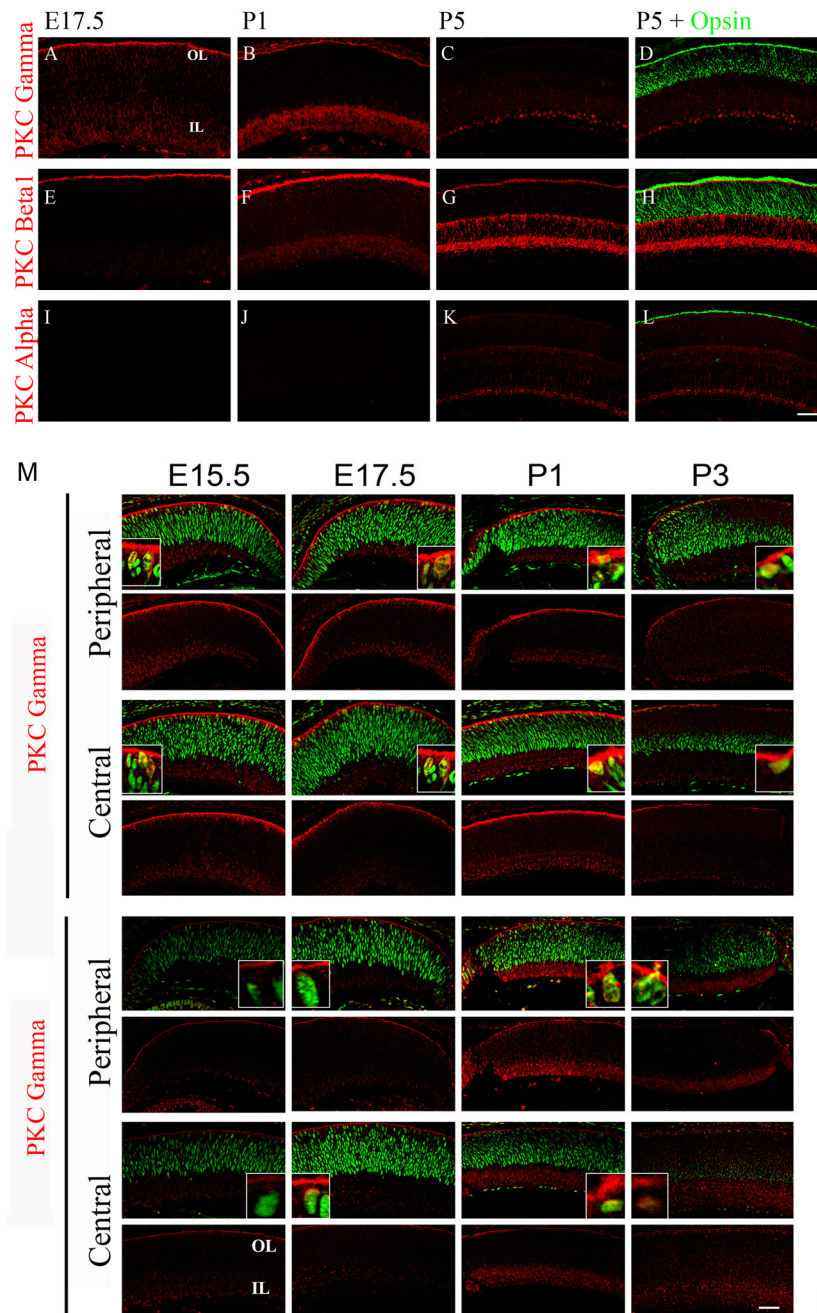 E17.5 P1 P5 P5 + Opsin
PKC Gamma
A OL IL
B
C
D
PKC Beta1
E
F
G
H
PKC Alpha
I
J
K
L
M
E15.5 E17.5 P1 P3
PKC Gamma
Peripheral
Central
PKC Gamma
Peripheral
Central
OL
IL